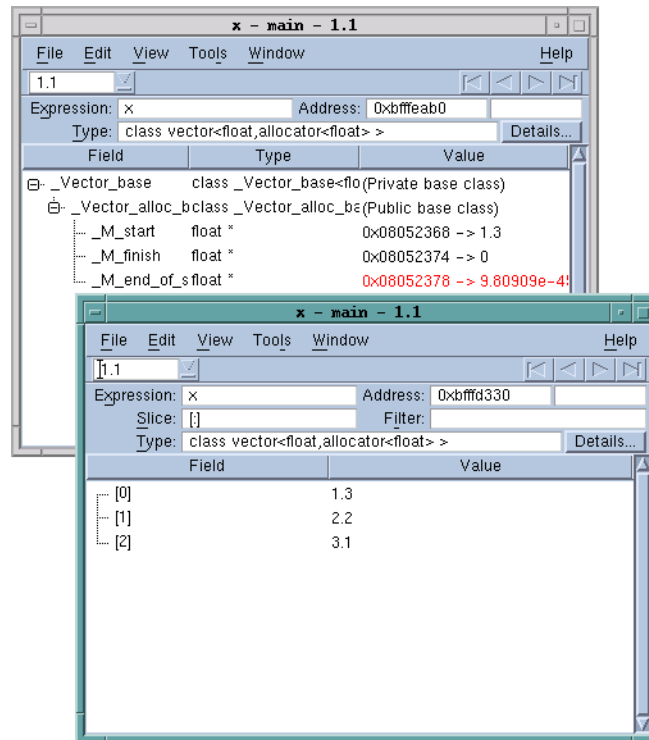 x - main - 1.1
File Edit View Tools Window Help
1.1
Expression: x Address: 0xbfffeab0
Type: class vector<float,allocator<float> > Details...
Field Type Value
_Vector_base class _Vector_base<flo (Private base class)
_Vector_alloc_b class _Vector_alloc_ba (Public base class)
_M_start float * 0x08052368 -> 1.3
_M_finish float * 0x08052374 -> 0
_M_end_of_s float * 0x08052378 -> 9.80909e-45
x - main - 1.1
File Edit View Tools Window Help
1.1
Expression: x Address: 0xbfffd330
Slice: [:] Filter:
Type: class vector<float,allocator<float> > Details...
Field Value
[0] 1.3
[1] 2.2
[2] 3.1